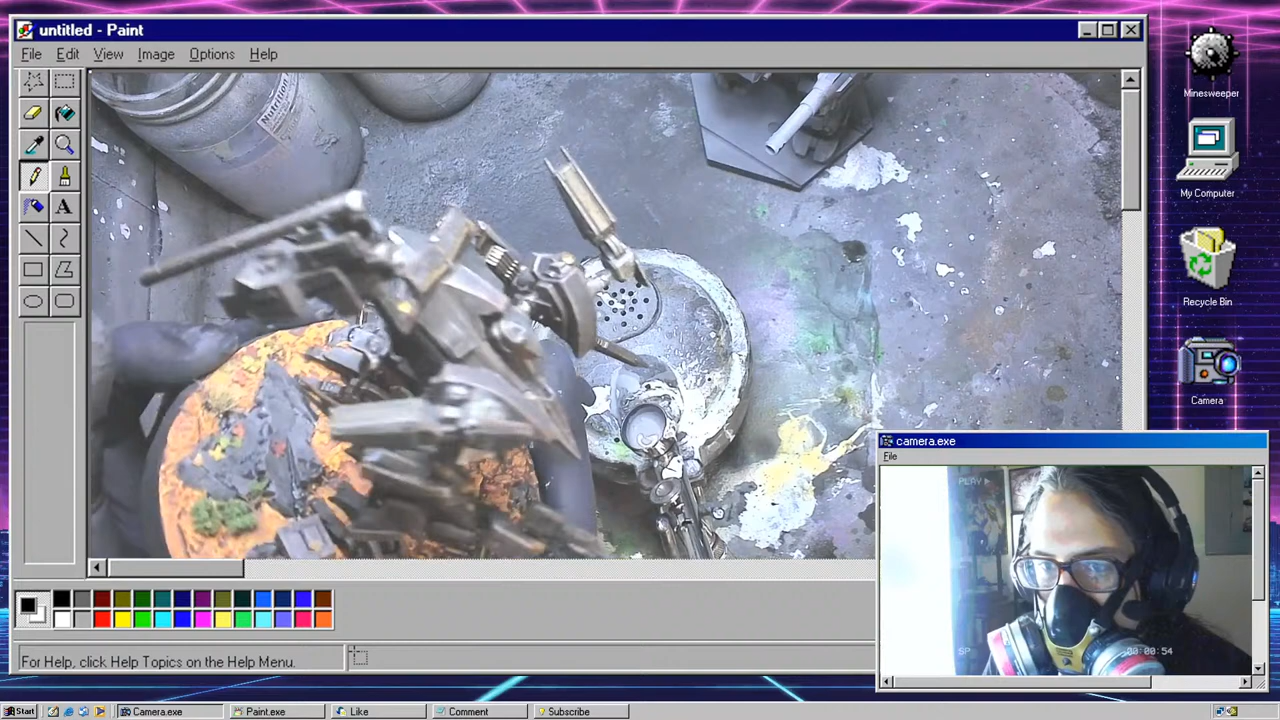 untitled - Paint
File Edit View Image Options Help
Nutrition
Minesweeper
My Computer
Recycle Bin
Camera
camera.exe
File
PLAY
SP 00:00:54
For Help, click Help Topics on the Help Menu.
Start Camera.exe Paint.exe Like Comment Subscribe